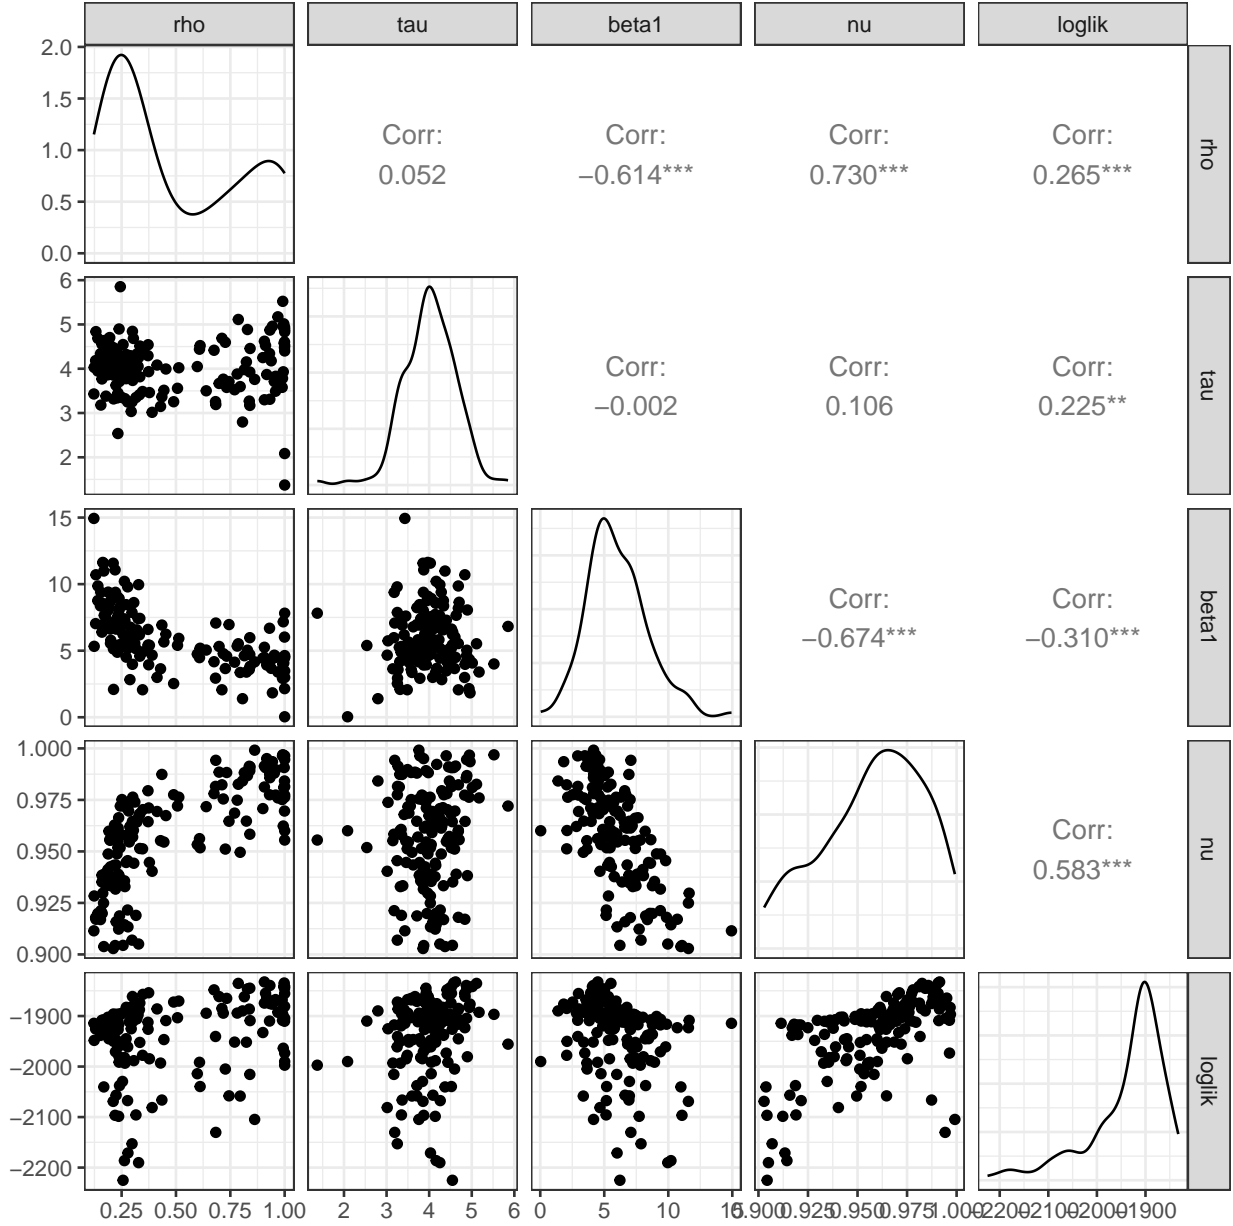 rho tau beta1 nu loglik
2.0
1.5
1.0
0.5
0.0
Corr:
0.052
Corr:
−0.614***
Corr:
0.730***
Corr:
0.265***
rho
6
5
4
3
2
Corr:
−0.002
Corr:
0.106
Corr:
0.225**
tau
15
10
5
0
Corr:
−0.674***
Corr:
−0.310***
beta1
1.000
0.975
0.950
0.925
0.900
Corr:
0.583***
nu
−1900
−2000
−2100
−2200
loglik
0.25 0.50 0.75 1.00 2 3 4 5 6 0 5 10 15 0.900 0.925 0.950 0.975 1.000 −2200 −2100 −2000 −1900